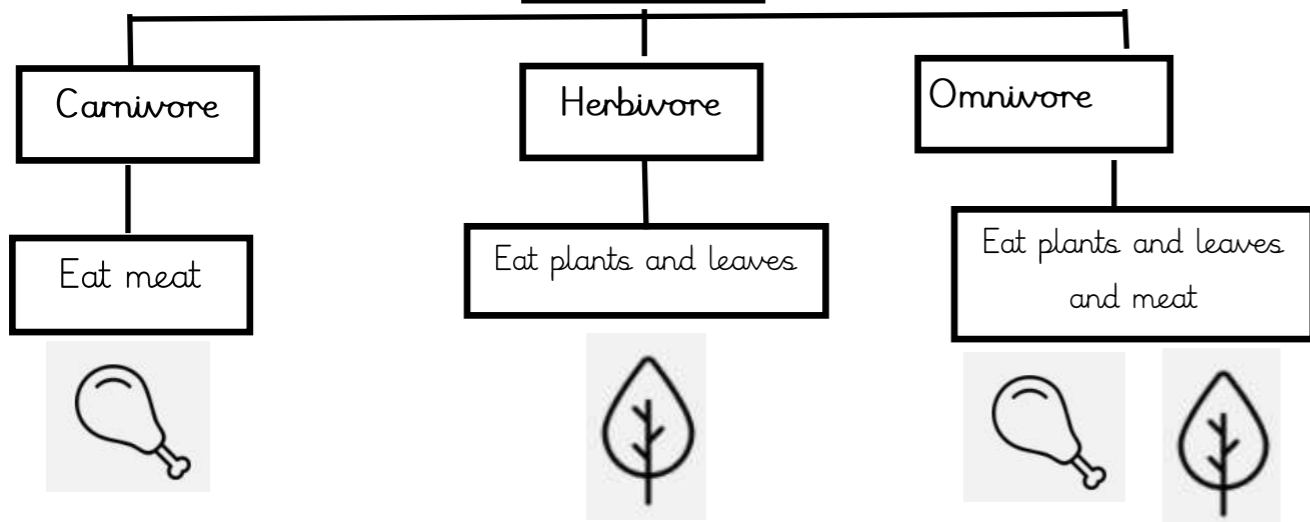 Carnivore
Herbivore
Omnivore
Eat meat
Eat plants and leaves
Eat plants and leaves
and meat